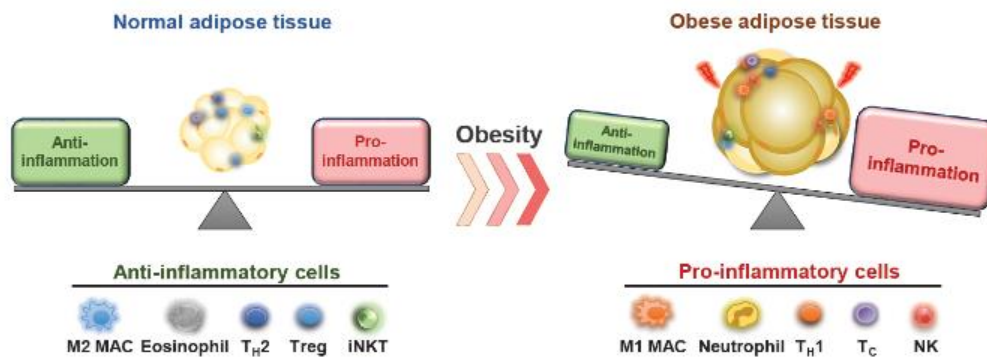 Normal adipose tissue
Obese adipose tissue
Anti-
inflammation
Pro-
inflammation
Obesity
Anti-
inflammation
Pro-
inflammation
Anti-inflammatory cells
M2 MAC Eosinophil TH2 Treg iNKT
Pro-inflammatory cells
M1 MAC Neutrophil TH1 TC NK